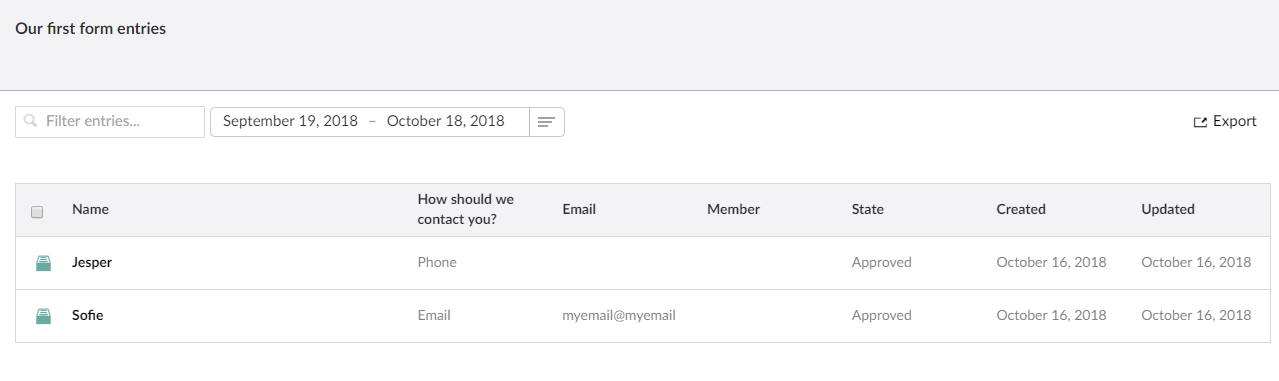 Our first form entries
Filter entries...
September 19, 2018 – October 18, 2018
Export
Name How should we contact you? Email Member State Created Updated
Jesper Phone Approved October 16, 2018 October 16, 2018
Sofie Email myemail@myemail Approved October 16, 2018 October 16, 2018